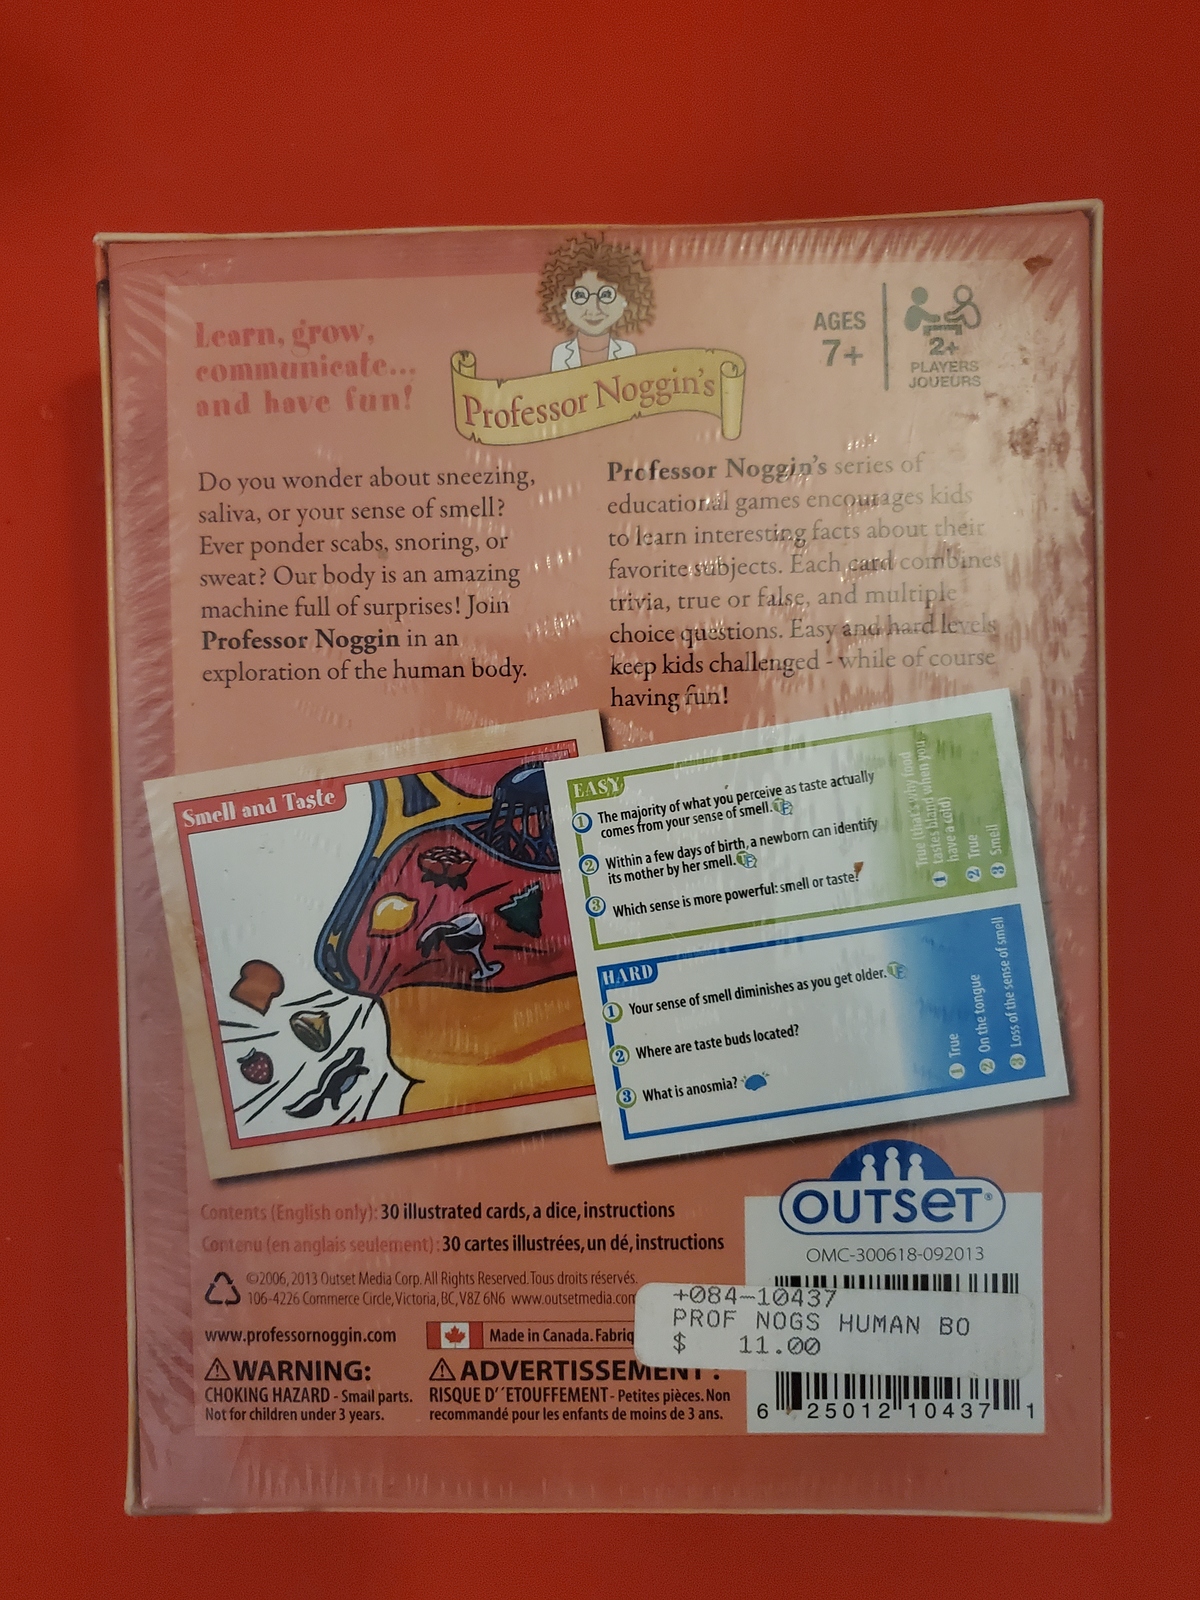 Learn, grow,
communicate...
and have fun!
Professor Noggin's
AGES
7+
2+
PLAYERS
JOUEURS
Do you wonder about sneezing,
saliva, or your sense of smell?
Ever ponder scabs, snoring, or
sweat? Our body is an amazing
machine full of surprises! Join
Professor Noggin in an
exploration of the human body.
Professor Noggin's series of
educational games encourages kids
to learn interesting facts about their
favorite subjects. Each card combines
trivia, true or false, and multiple
choice questions. Easy and hard levels
keep kids challenged - while of course
having fun!
Smell and Taste
EASY
1 The majority of what you perceive as taste actually
comes from your sense of smell. TF
2 Within a few days of birth, a newborn can identify
its mother by her smell. TF
3 Which sense is more powerful: smell or taste?
1 True (that's why food
tastes bland when you
have a cold)
2 True
3 Smell
HARD
1 Your sense of smell diminishes as you get older. TF
2 Where are taste buds located?
3 What is anosmia?
1 True
2 On the tongue
3 Loss of the sense of smell
OUTSET®
OMC-300618-092013
Contents (English only): 30 illustrated cards, a dice, instructions
Contenu (en anglais seulement): 30 cartes illustrées, un dé, instructions
©2006, 2013 Outset Media Corp. All Rights Reserved. Tous droits réservés.
106-4226 Commerce Circle, Victoria, BC, V8Z 6N6 www.outsetmedia.com
www.professornoggin.com
Made in Canada. Fabriq
+084-10437
PROF NOGS HUMAN BO
$ 11.00
WARNING:
CHOKING HAZARD - Small parts.
Not for children under 3 years.
ADVERTISSEMENT :
RISQUE D'ETOUFFEMENT - Petites pièces. Non
recommandé pour les enfants de moins de 3 ans.
6 25012 10437 1